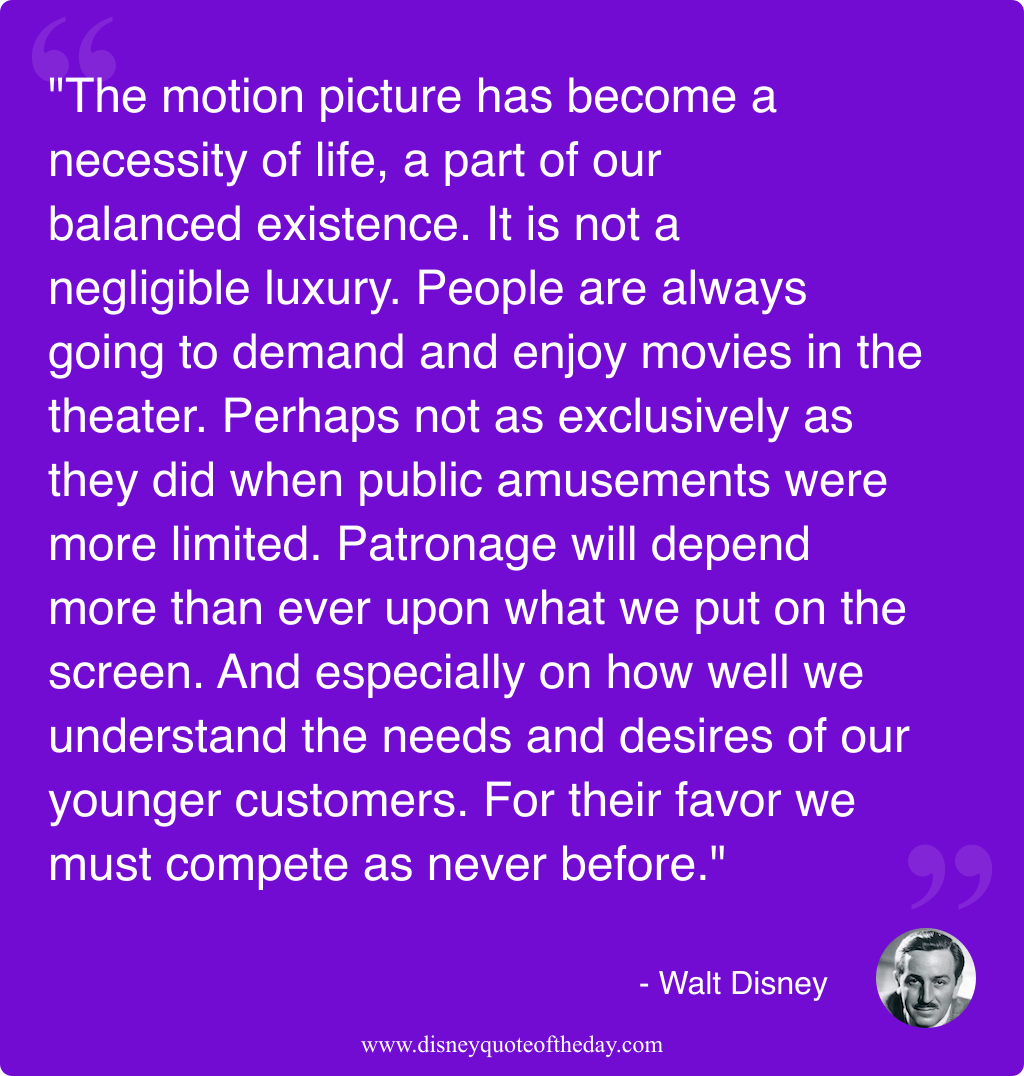 "The motion picture has become a
necessity of life, a part of our
balanced existence. It is not a
negligible luxury. People are always
going to demand and enjoy movies in the
theater. Perhaps not as exclusively as
they did when public amusements were
more limited. Patronage will depend
more than ever upon what we put on the
screen. And especially on how well we
understand the needs and desires of our
younger customers. For their favor we
must compete as never before."
- Walt Disney
www.disneyquoteoftheday.com